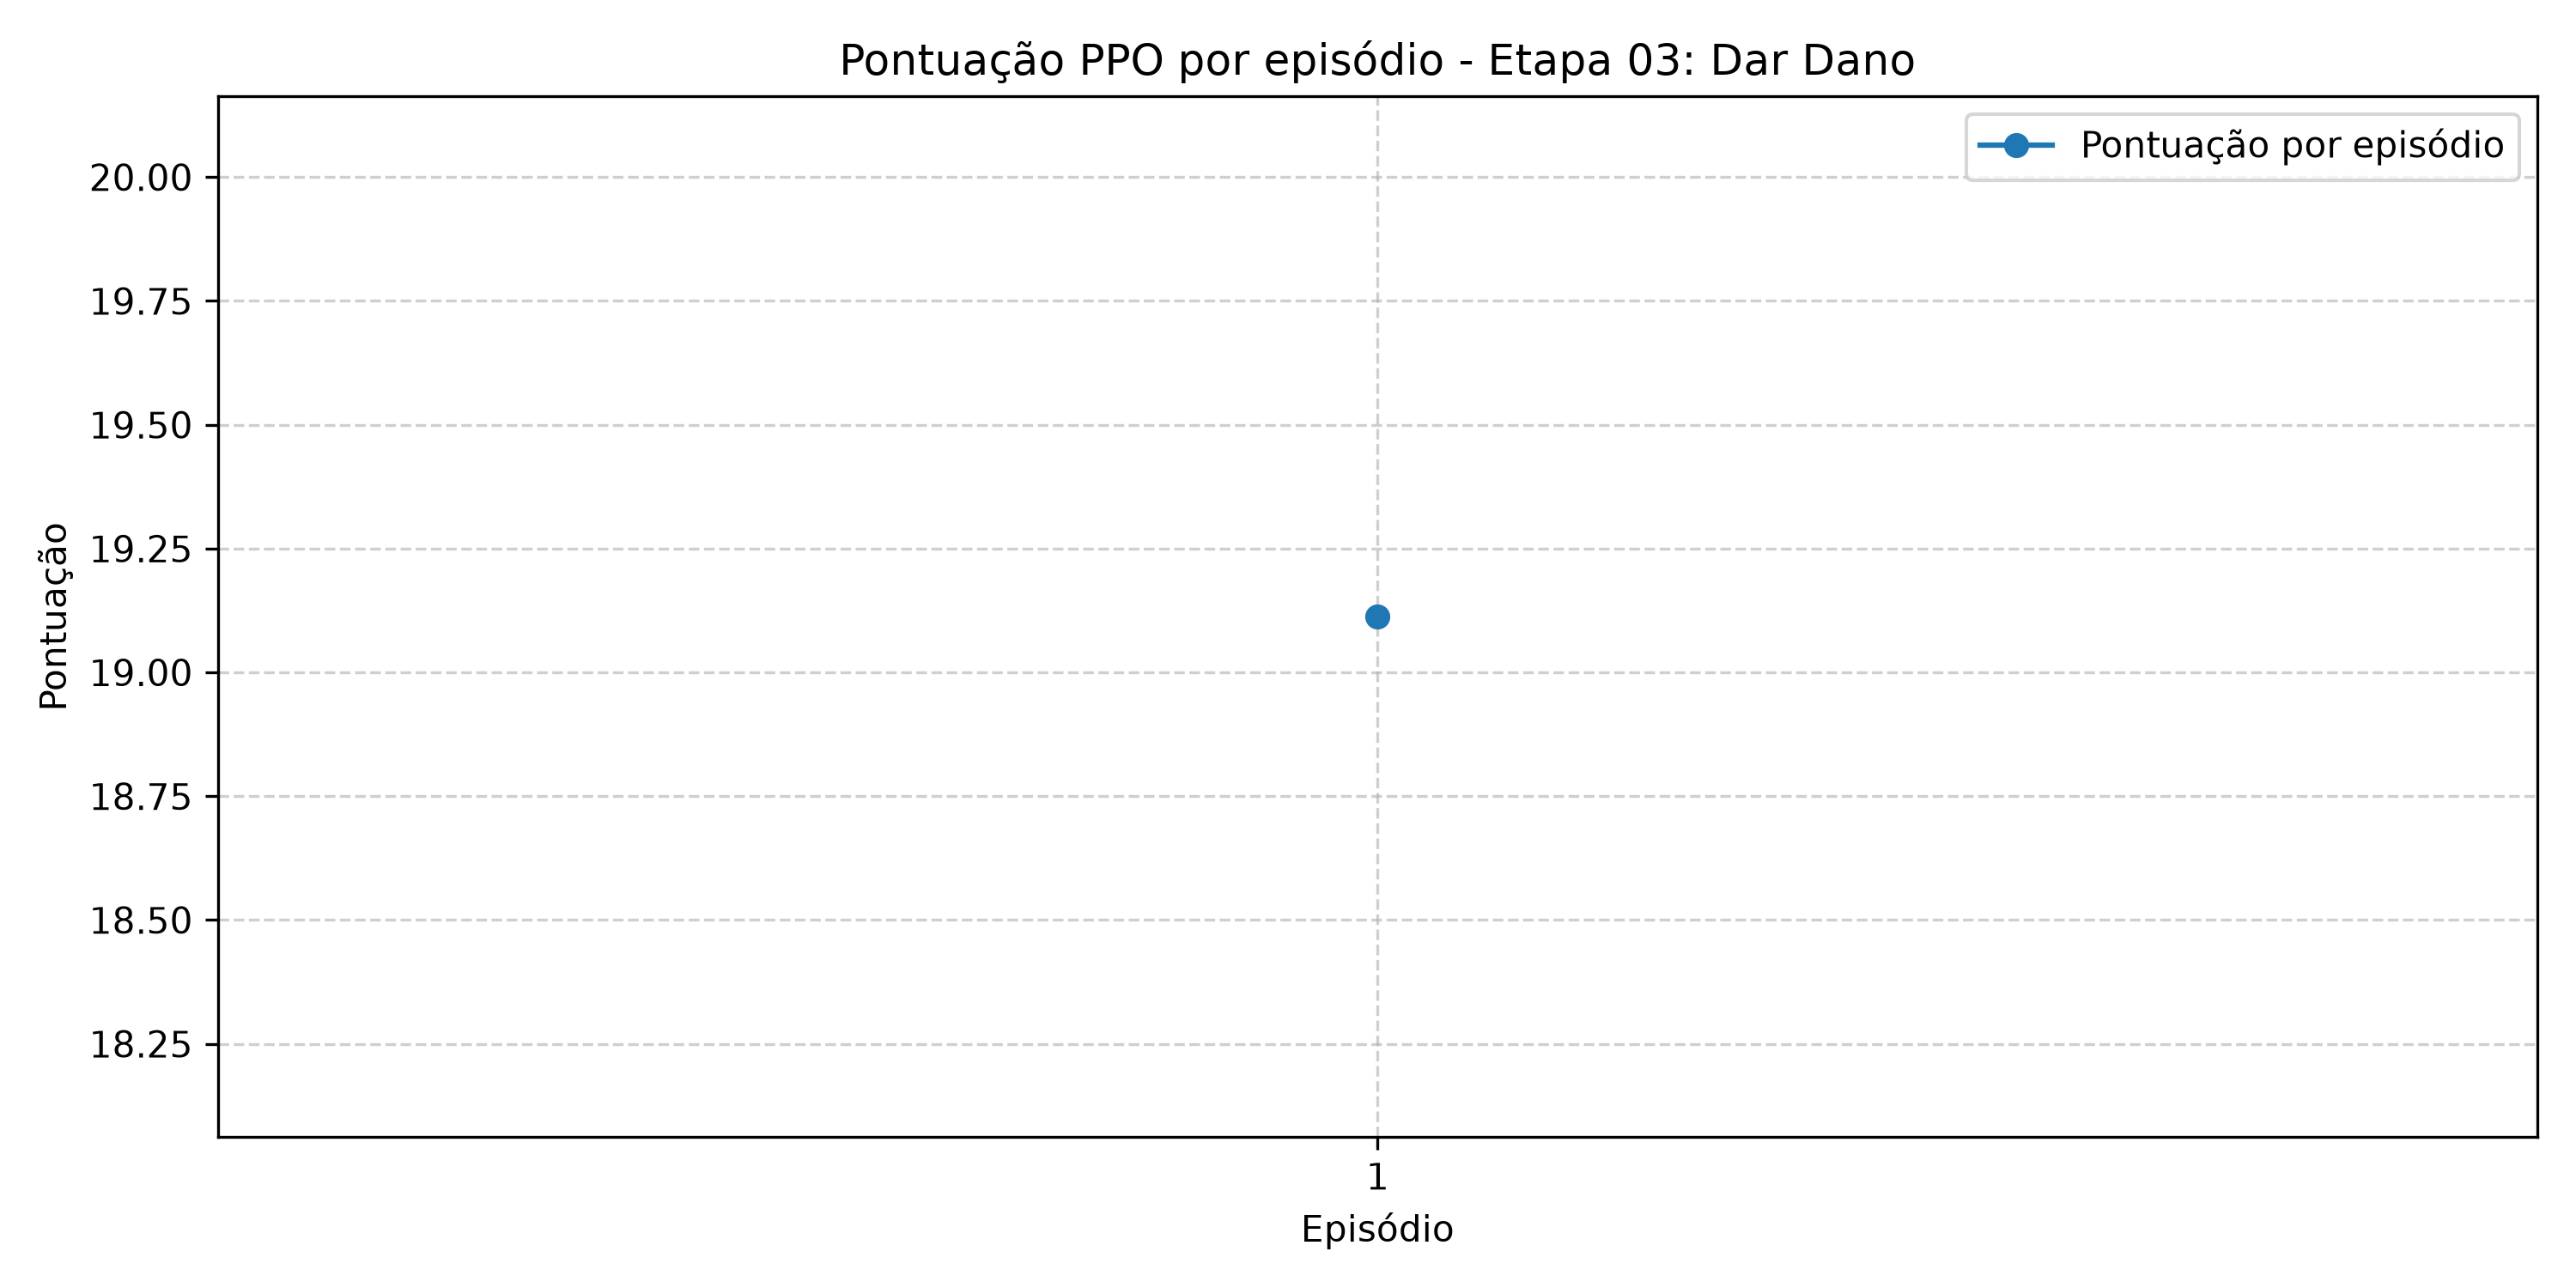 Pontuação PPO por episódio - Etapa 03: Dar Dano
Pontuação por episódio
20.00
19.75
19.50
19.25
19.00
18.75
18.50
18.25
Pontuação
1
Episódio